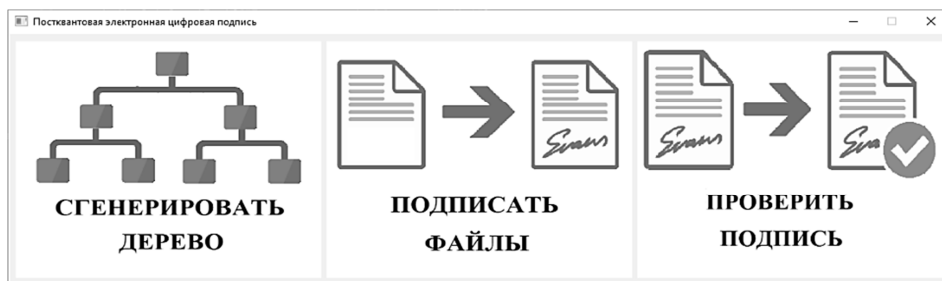 Постквантовая электронная цифровая подпись
СГЕНЕРИРОВАТЬ
ДЕРЕВО
ПОДПИСАТЬ
ФАЙЛЫ
ПРОВЕРИТЬ
ПОДПИСЬ